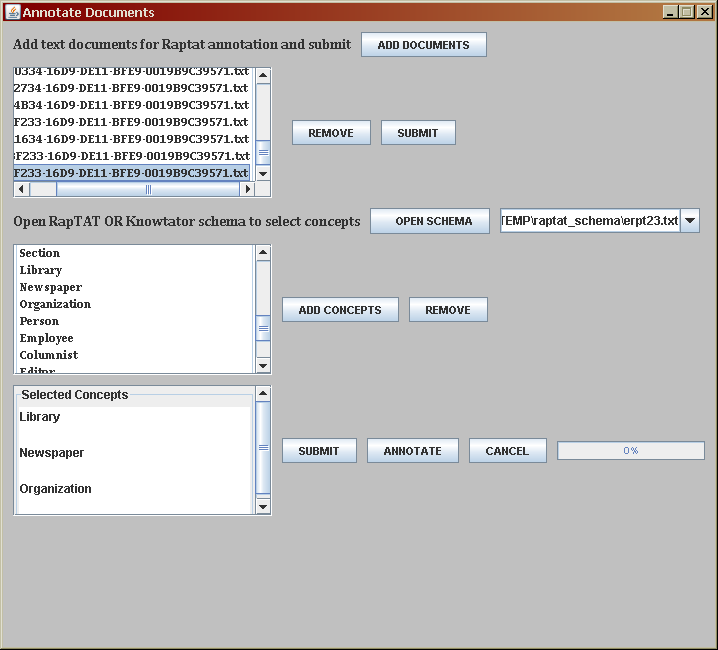 Annotate Documents
Add text documents for Raptat annotation and submit ADD DOCUMENTS
0334-16D9-DE11-BFE9-0019B9C39571.txt
2734-16D9-DE11-BFE9-0019B9C39571.txt
4B34-16D9-DE11-BFE9-0019B9C39571.txt
F233-16D9-DE11-BFE9-0019B9C39571.txt
1634-16D9-DE11-BFE9-0019B9C39571.txt
F233-16D9-DE11-BFE9-0019B9C39571.txt
F233-16D9-DE11-BFE9-0019B9C39571.txt
REMOVE SUBMIT
Open RapTAT OR Knowtator schema to select concepts OPEN SCHEMA TEMP\raptat_schema\erpt23.txt
Section
Library
Newspaper
Organization
Person
Employee
Columnist
Editor
ADD CONCEPTS REMOVE
Selected Concepts
Library
Newspaper
Organization
SUBMIT ANNOTATE CANCEL 0%